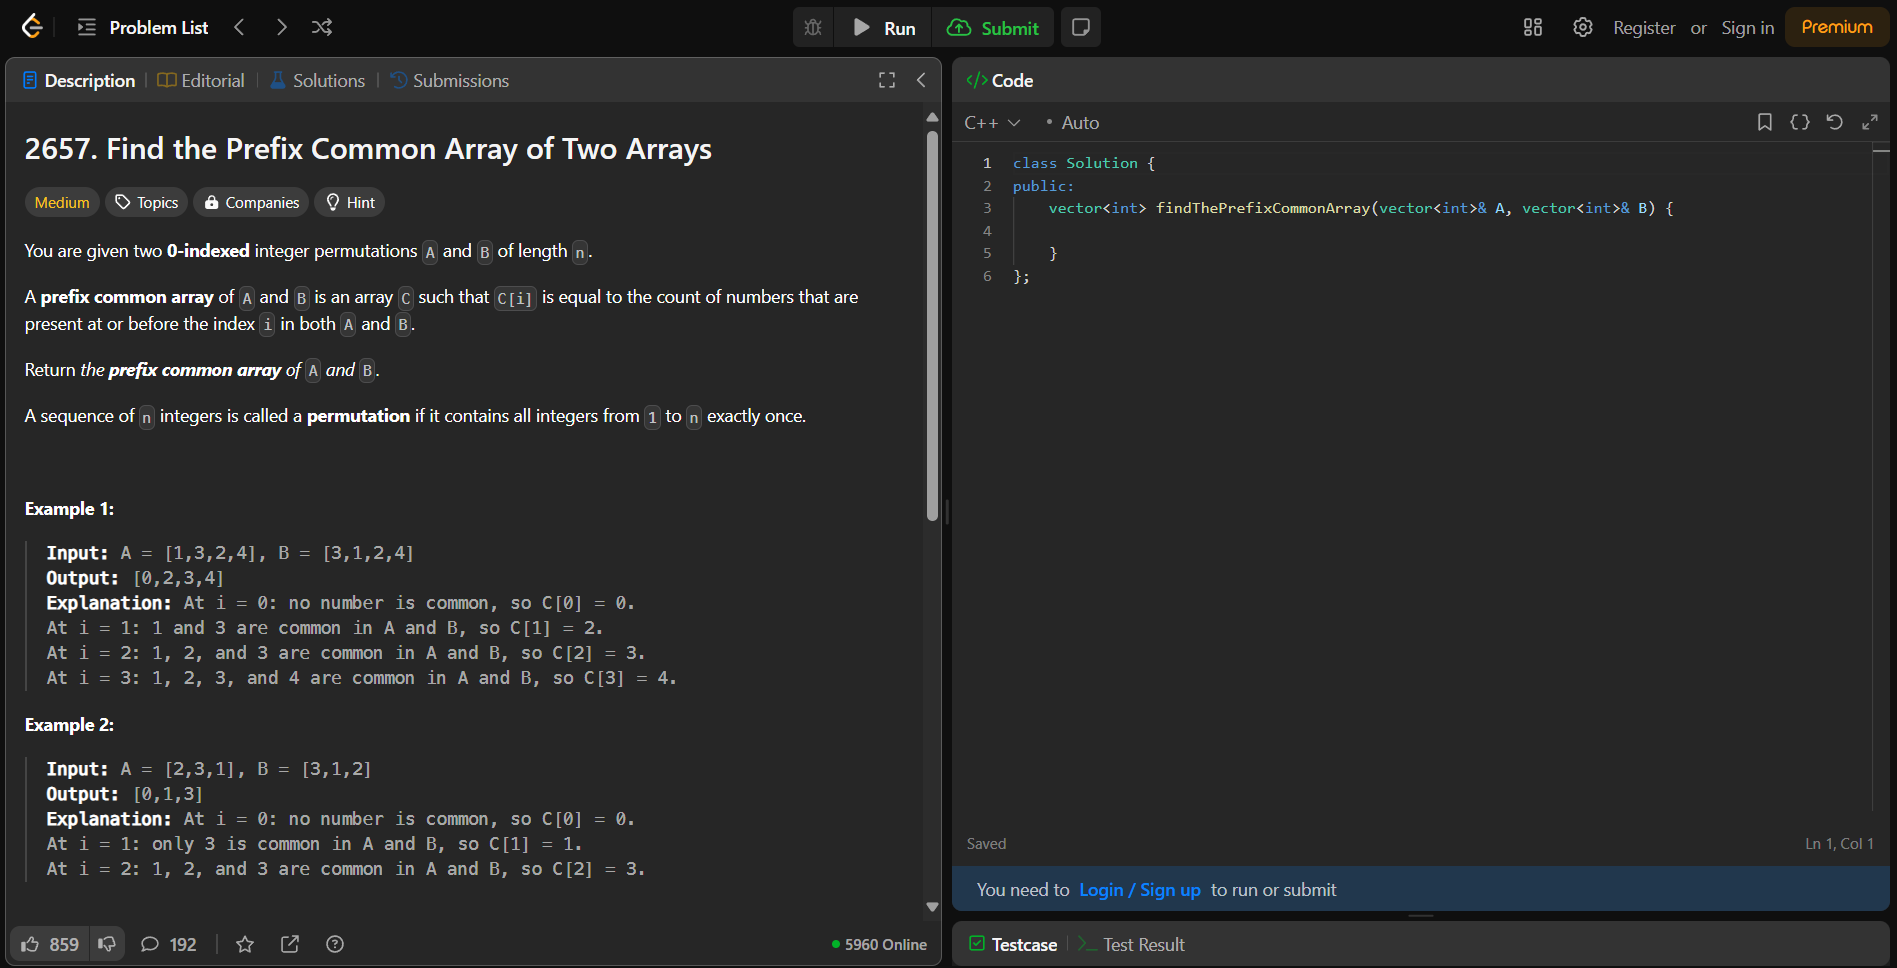 Problem List
Run
Submit
Register or Sign in
Premium
Description
Editorial
Solutions
Submissions
2657. Find the Prefix Common Array of Two Arrays
Medium
Topics
Companies
Hint
You are given two 0-indexed integer permutations A and B of length n.
A prefix common array of A and B is an array C such that C[i] is equal to the count of numbers that are
present at or before the index i in both A and B.
Return the prefix common array of A and B.
A sequence of n integers is called a permutation if it contains all integers from 1 to n exactly once.
Example 1:
Input: A = [1,3,2,4], B = [3,1,2,4]
Output: [0,2,3,4]
Explanation: At i = 0: no number is common, so C[0] = 0.
At i = 1: 1 and 3 are common in A and B, so C[1] = 2.
At i = 2: 1, 2, and 3 are common in A and B, so C[2] = 3.
At i = 3: 1, 2, 3, and 4 are common in A and B, so C[3] = 4.
Example 2:
Input: A = [2,3,1], B = [3,1,2]
Output: [0,1,3]
Explanation: At i = 0: no number is common, so C[0] = 0.
At i = 1: only 3 is common in A and B, so C[1] = 1.
At i = 2: 1, 2, and 3 are common in A and B, so C[2] = 3.
859
192
5960 Online
</> Code
C++
• Auto
1 class Solution {
2 public:
3 vector<int> findThePrefixCommonArray(vector<int>& A, vector<int>& B) {
4
5 }
6 };
Saved
Ln 1, Col 1
You need to Login / Sign up to run or submit
Testcase
Test Result